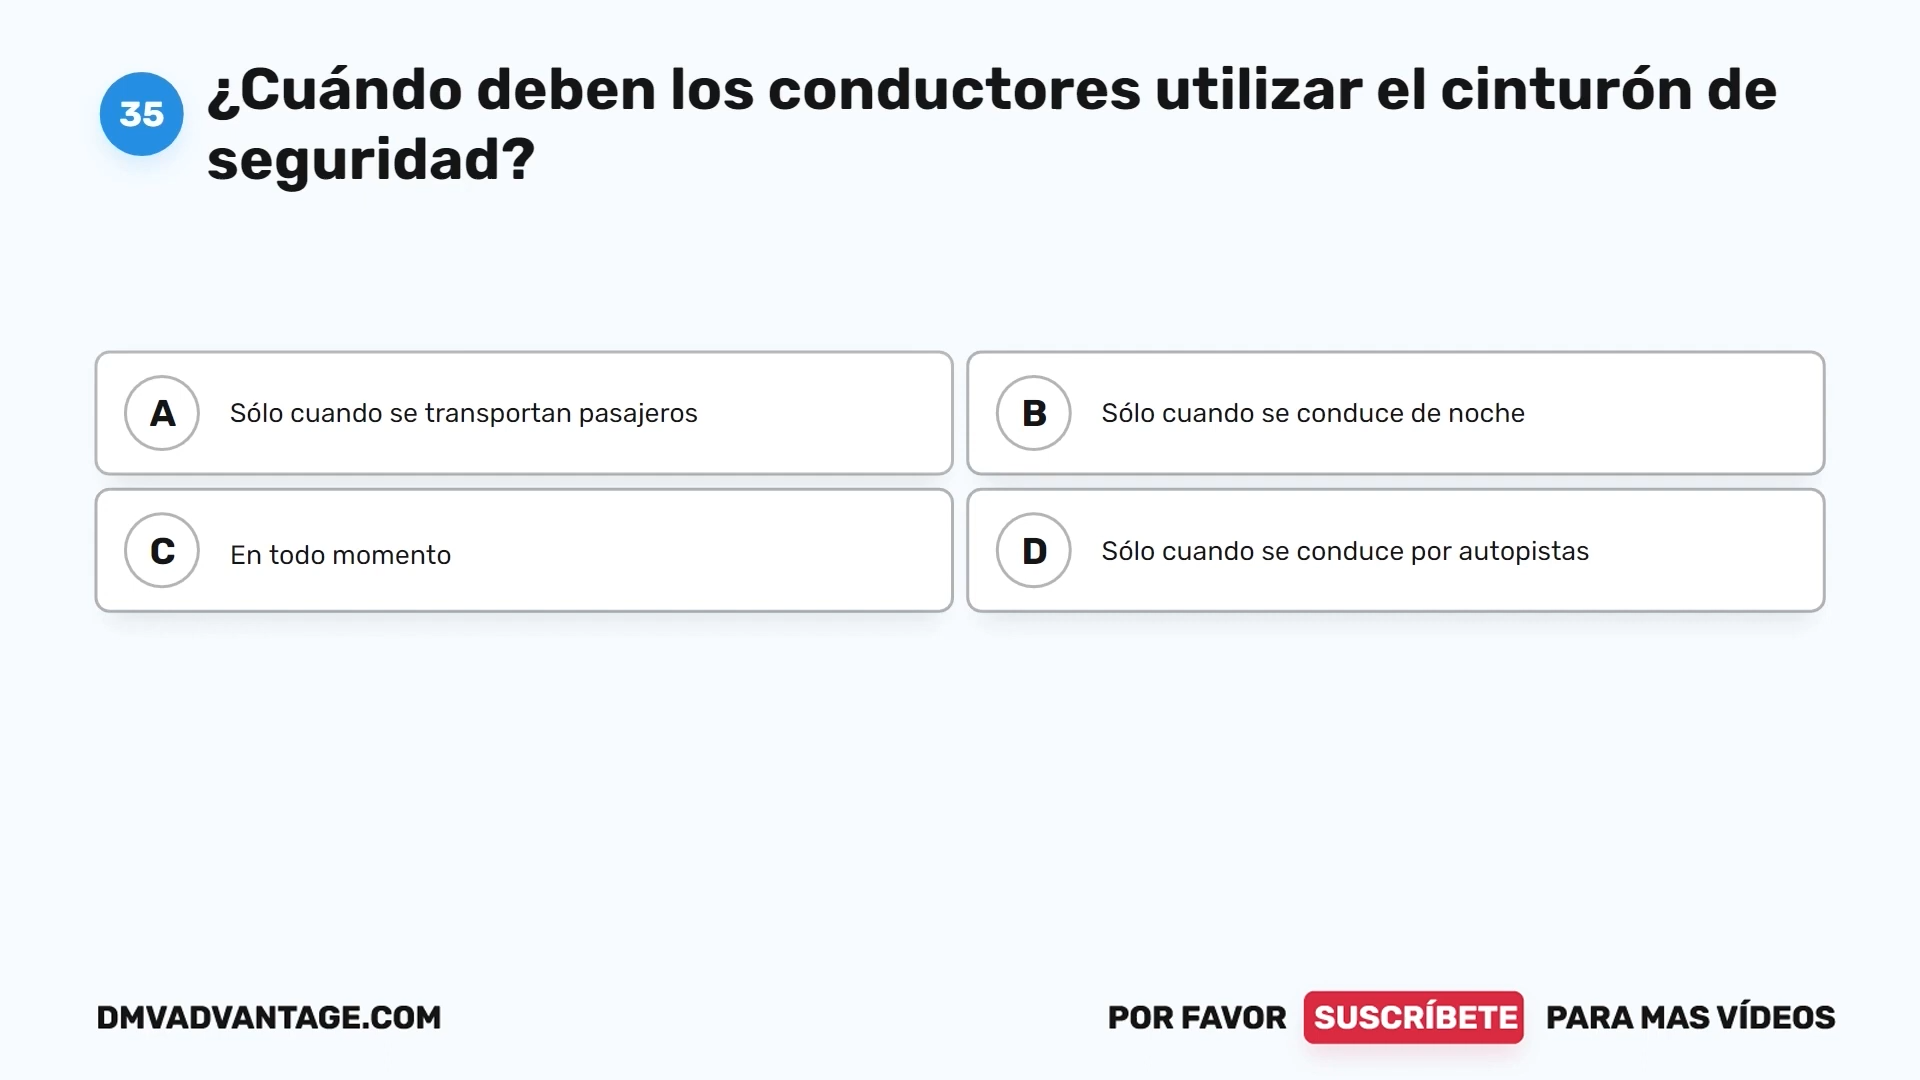 35
¿Cuándo deben los conductores utilizar el cinturón de
seguridad?
A Sólo cuando se transportan pasajeros
B Sólo cuando se conduce de noche
C En todo momento
D Sólo cuando se conduce por autopistas
DMVADVANTAGE.COM
POR FAVOR SUSCRÍBETE PARA MAS VÍDEOS